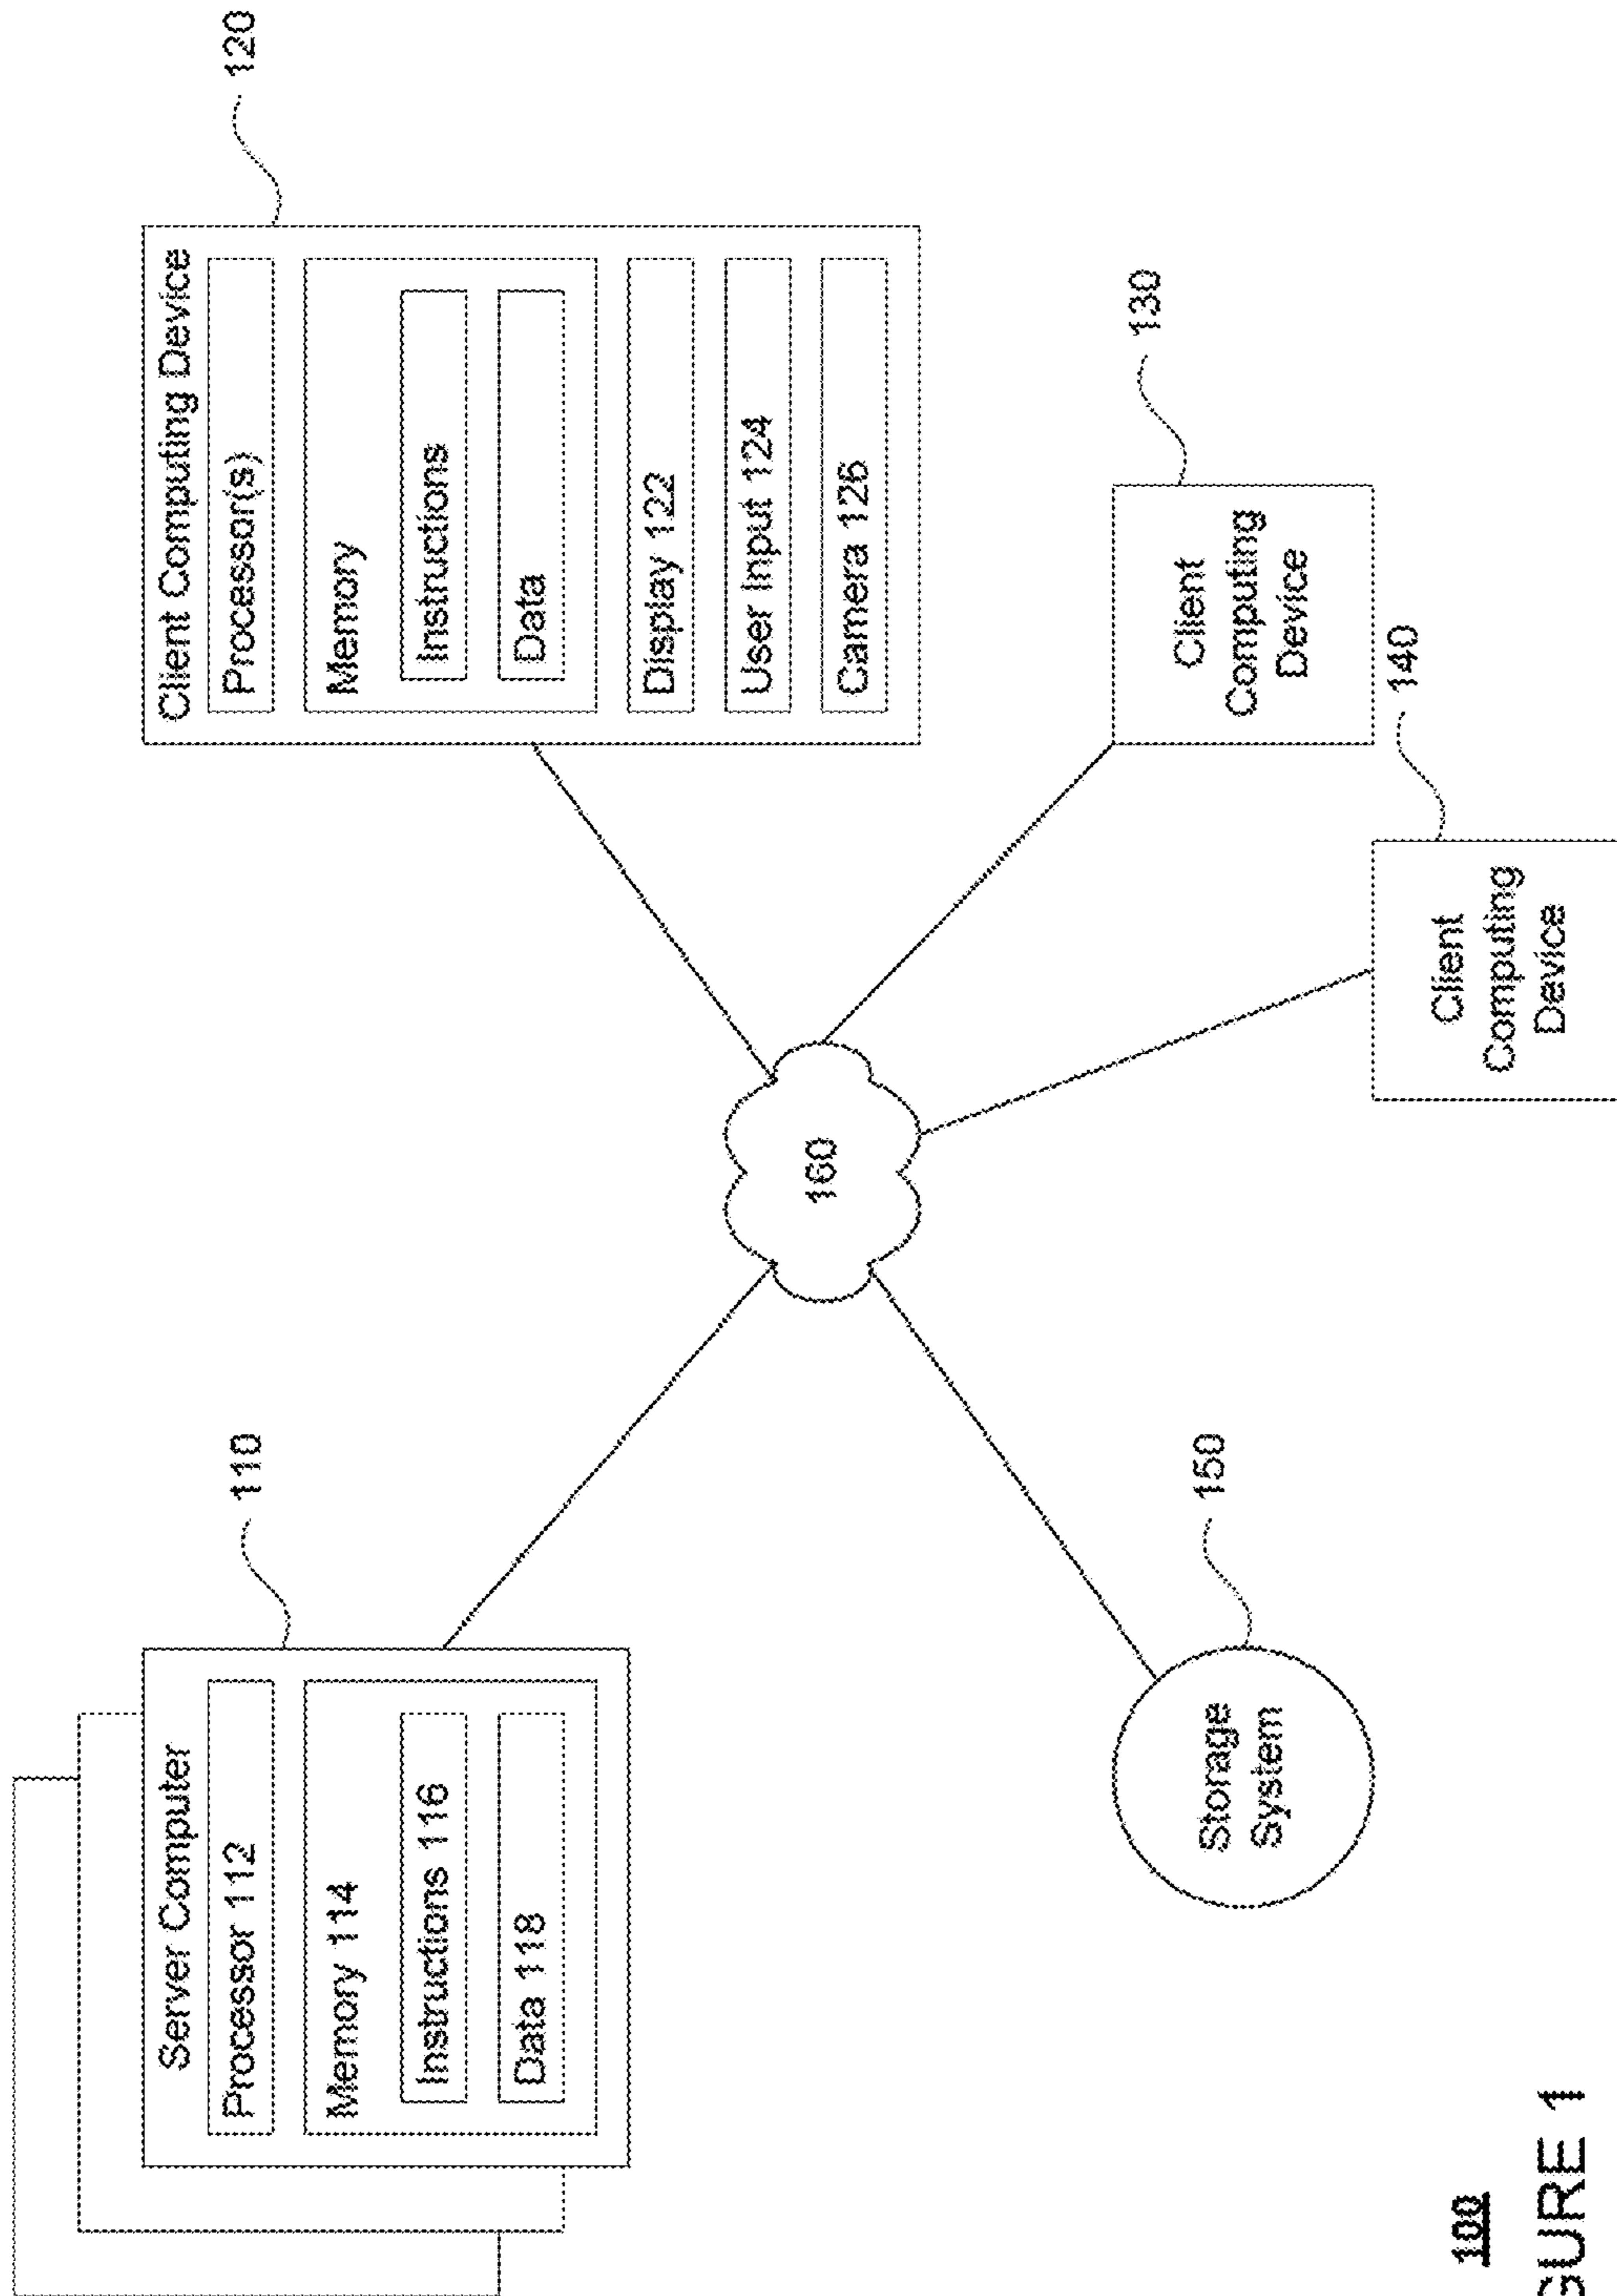 Server Computer
Processor 112
Memory 114
Instructions 116
Data 118
110
Client Computing Device
Processor(s)
Memory
Instructions
Data
Display 122
User Input 124
Camera 126
120
160
Storage
System
150
Client
Computing
Device
130
Client
Computing
Device
140
100
GURE 1